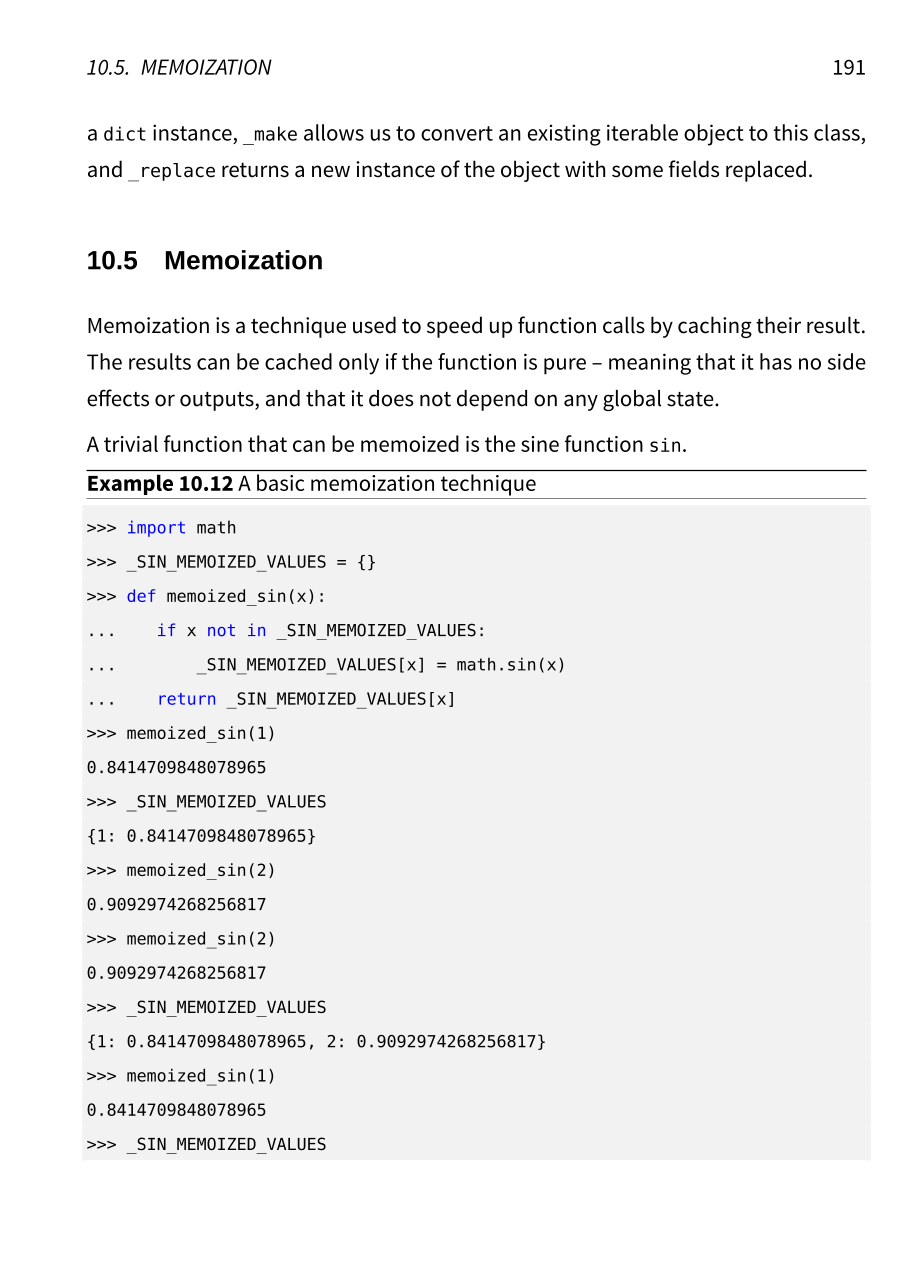 10.5. MEMOIZATION 191
a dict instance, _make allows us to convert an existing iterable object to this class,
and _replace returns a new instance of the object with some fields replaced.
10.5 Memoization
Memoization is a technique used to speed up function calls by caching their result.
The results can be cached only if the function is pure – meaning that it has no side
effects or outputs, and that it does not depend on any global state.
A trivial function that can be memoized is the sine function sin.
Example 10.12 A basic memoization technique
>>> import math
>>> _SIN_MEMOIZED_VALUES = {}
>>> def memoized_sin(x):
...    if x not in _SIN_MEMOIZED_VALUES:
...        _SIN_MEMOIZED_VALUES[x] = math.sin(x)
...    return _SIN_MEMOIZED_VALUES[x]
>>> memoized_sin(1)
0.8414709848078965
>>> _SIN_MEMOIZED_VALUES
{1: 0.8414709848078965}
>>> memoized_sin(2)
0.9092974268256817
>>> memoized_sin(2)
0.9092974268256817
>>> _SIN_MEMOIZED_VALUES
{1: 0.8414709848078965, 2: 0.9092974268256817}
>>> memoized_sin(1)
0.8414709848078965
>>> _SIN_MEMOIZED_VALUES